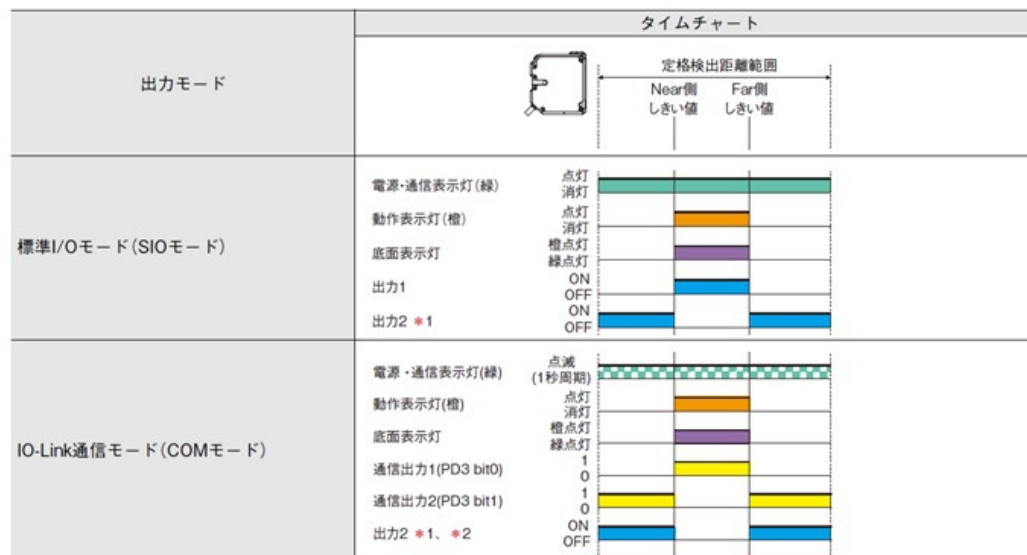 タイムチャート
出力モード
定格検出距離範囲
Near側 Far側
しきい値 しきい値
標準I/Oモード(SIOモード)
電源・通信表示灯(緑) 点灯
消灯
動作表示灯(橙) 点灯
消灯
底面表示灯 橙点灯
緑点灯
出力1 ON
OFF
出力2 *1 ON
OFF
IO-Link通信モード(COMモード)
電源・通信表示灯(緑) 点滅
(1秒周期)
動作表示灯(橙) 点灯
消灯
底面表示灯 橙点灯
緑点灯
通信出力1(PD3 bit0) 1
0
通信出力2(PD3 bit1) 1
0
出力2 *1、*2 ON
OFF